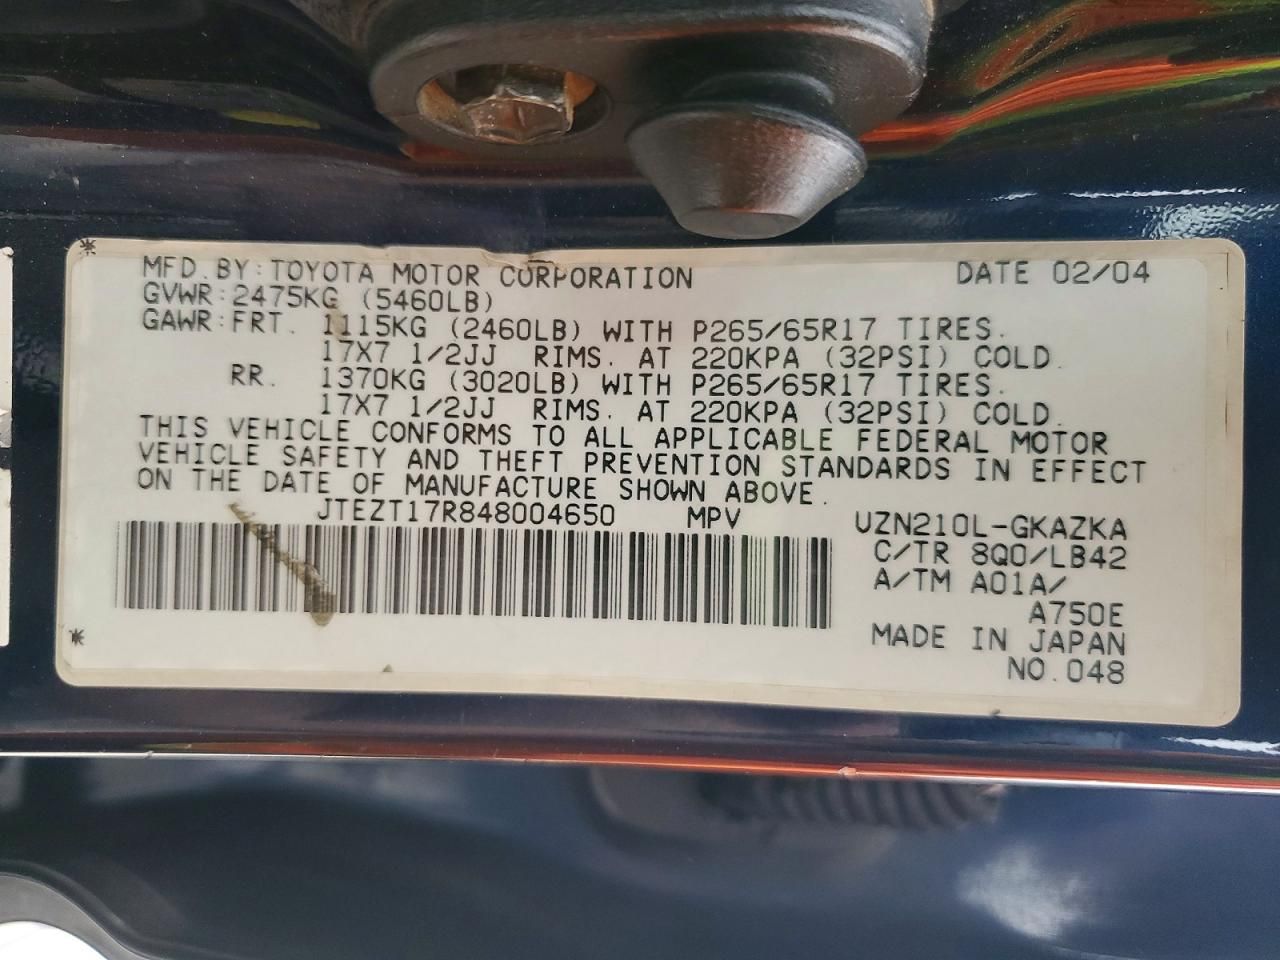 MFD. BY: TOYOTA MOTOR CORPORATION DATE 02/04
GVWR: 2475KG (5460LB)
GAWR: FRT. 1115KG (2460LB) WITH P265/65R17 TIRES.
17X7 1/2JJ RIMS. AT 220KPA (32PSI) COLD.
RR. 1370KG (3020LB) WITH P265/65R17 TIRES.
17X7 1/2JJ RIMS. AT 220KPA (32PSI) COLD.
THIS VEHICLE CONFORMS TO ALL APPLICABLE FEDERAL MOTOR
VEHICLE SAFETY AND THEFT PREVENTION STANDARDS IN EFFECT
ON THE DATE OF MANUFACTURE SHOWN ABOVE.
JTEZT17R848004650 MPV UZN210L-GKAZKA
C/TR 8Q0/LB42
A/TM A01A/
A750E
MADE IN JAPAN
NO. 048